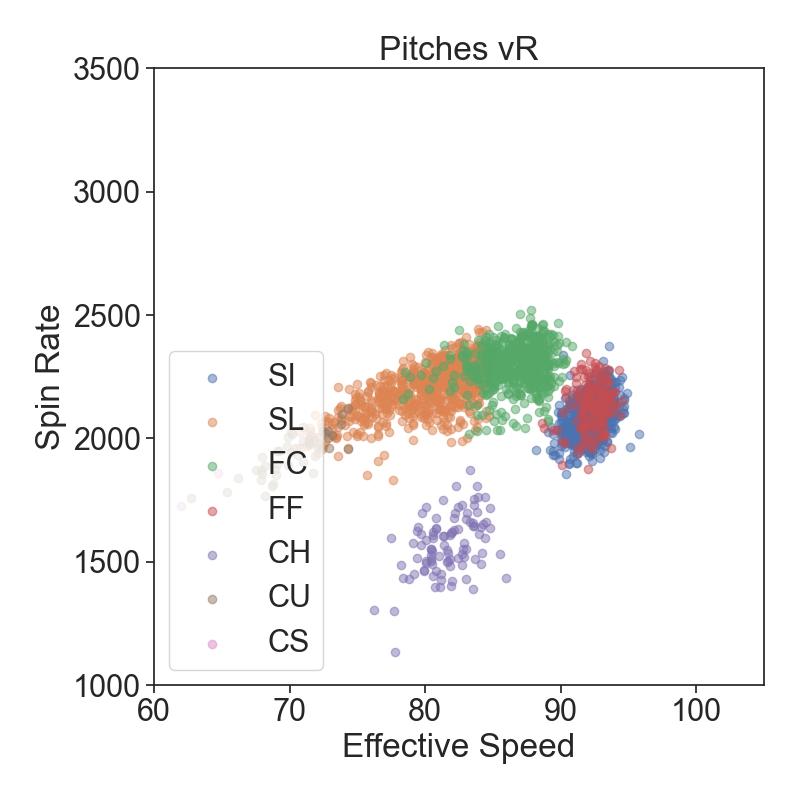 Pitches vR
3500
3000
2500
2000
1500
1000
Spin Rate
SI
SL
FC
FF
CH
CU
CS
60 70 80 90 100
Effective Speed